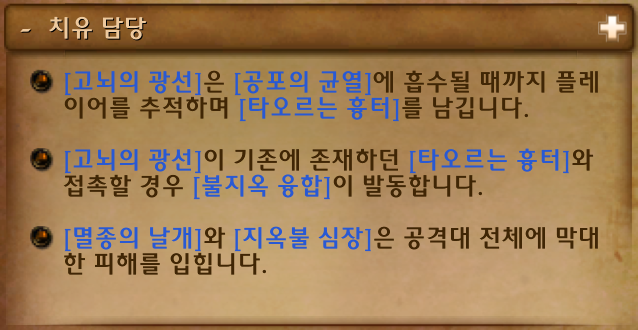 - 치유 담당
[고뇌의 광선]은 [공포의 균열]에 흡수될 때까지 플레
이어를 추적하며 [타오르는 흉터]를 남깁니다.
[고뇌의 광선]이 기존에 존재하던 [타오르는 흉터]와
접촉할 경우 [불지옥 융합]이 발동합니다.
[멸종의 날개]와 [지옥불 심장]은 공격대 전체에 막대
한 피해를 입힙니다.